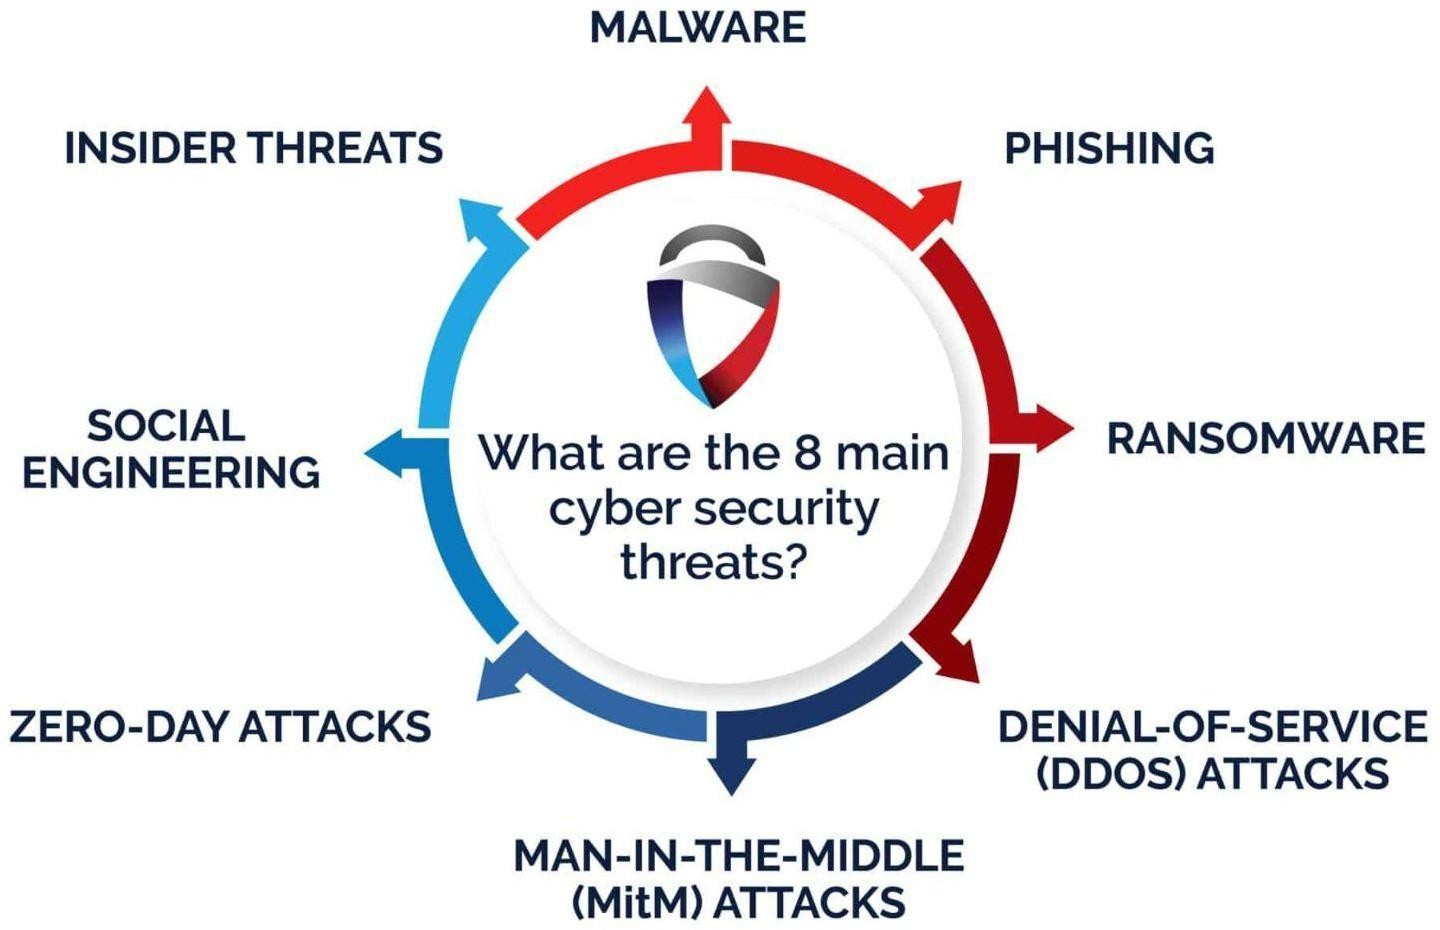 MALWARE
INSIDER THREATS
PHISHING
SOCIAL
ENGINEERING
What are the 8 main
cyber security
threats?
RANSOMWARE
ZERO-DAY ATTACKS
DENIAL-OF-SERVICE
(DDOS) ATTACKS
MAN-IN-THE-MIDDLE
(MitM) ATTACKS